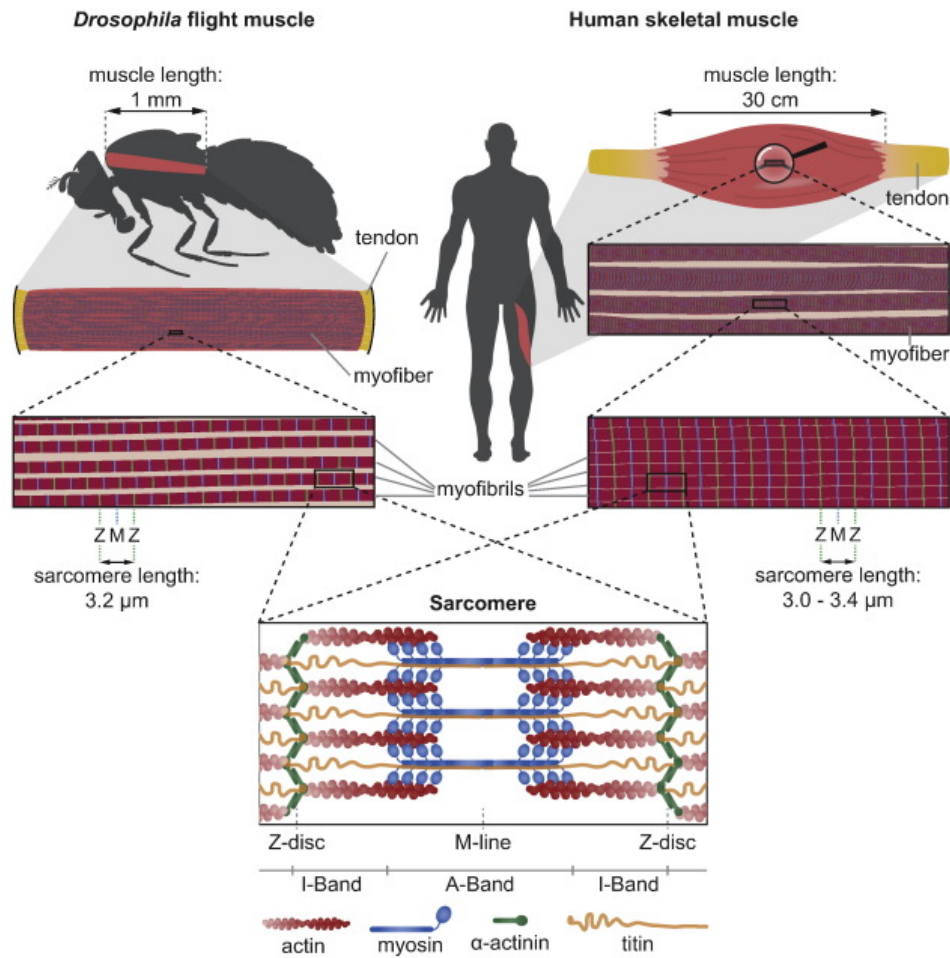 Drosophila flight muscle
Human skeletal muscle
muscle length:
1 mm
muscle length:
30 cm
tendon
tendon
myofiber
myofiber
myofibrils
Z M Z
sarcomere length:
3.2 µm
Z M Z
sarcomere length:
3.0 - 3.4 µm
Sarcomere
Z-disc M-line Z-disc
I-Band A-Band I-Band
actin myosin α-actinin titin